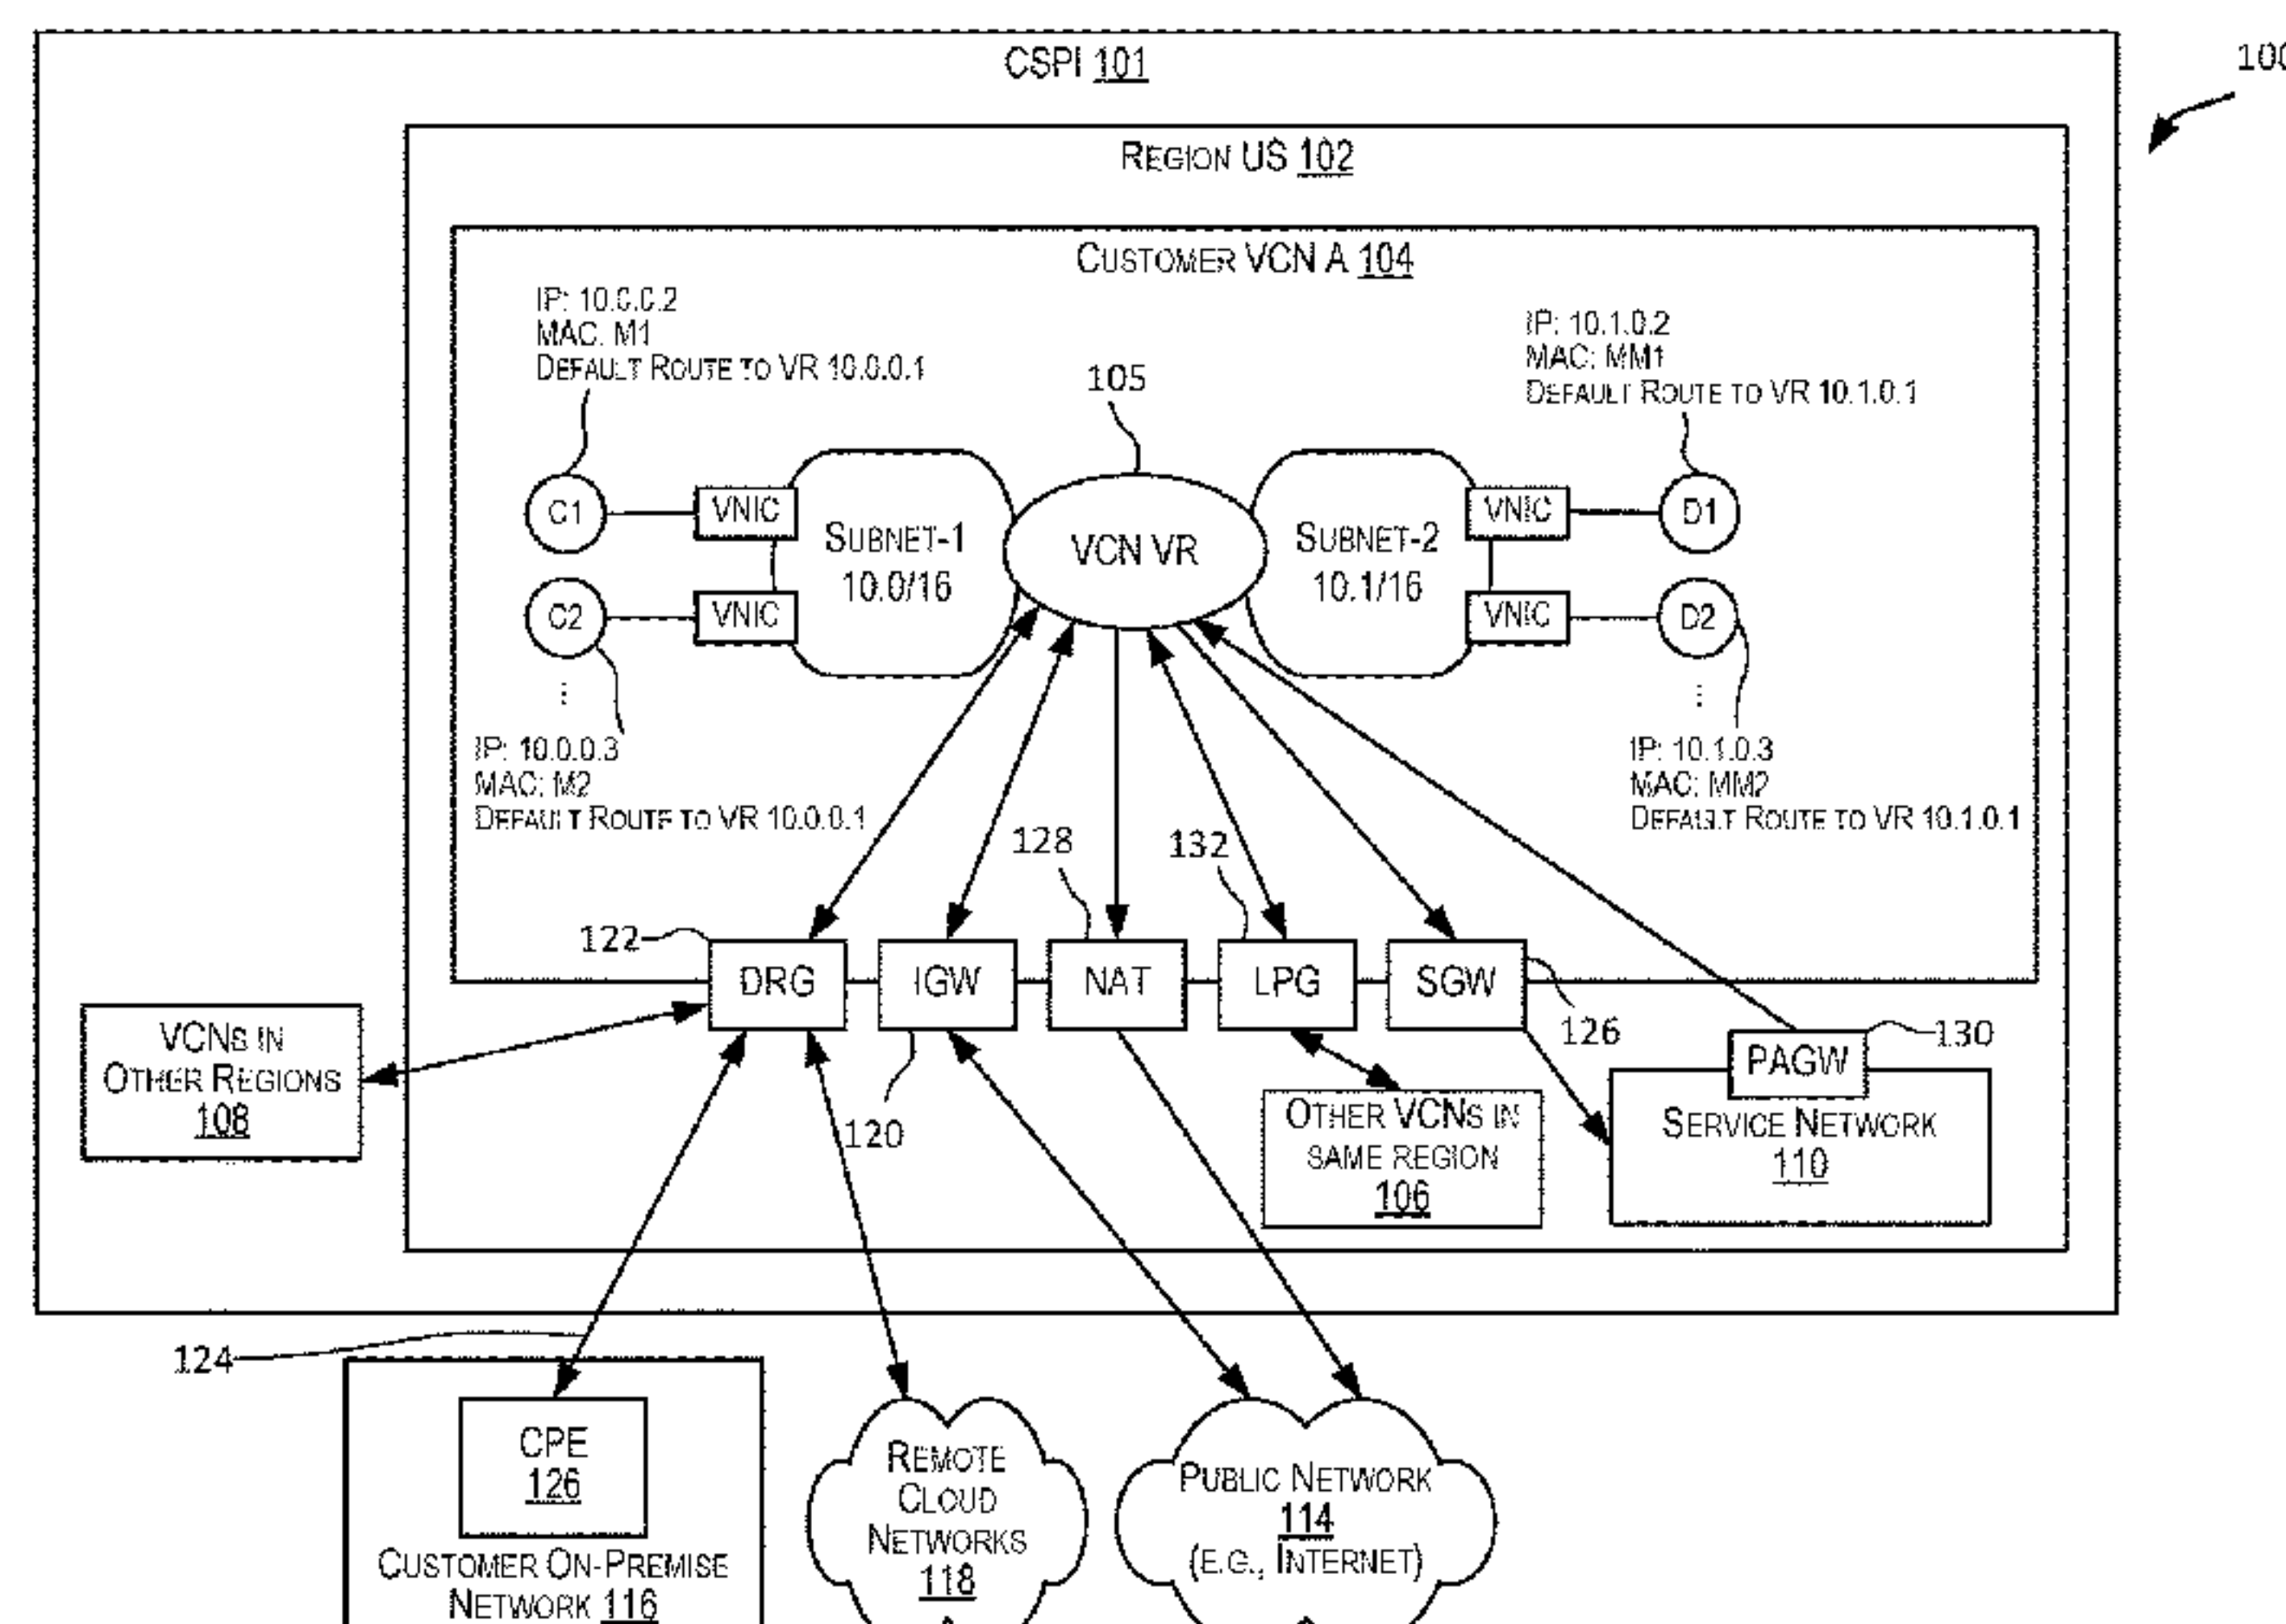 CSPI 101
100
REGION US 102
CUSTOMER VCN A 104
IP: 10.0.0.2
MAC: M1
DEFAULT ROUTE TO VR 10.0.0.1
IP: 10.1.0.2
MAC: MM1
DEFAULT ROUTE TO VR 10.1.0.1
105
C1
VNIC
SUBNET-1
10.0/16
VCN VR
SUBNET-2
10.1/16
VNIC
D1
C2
VNIC
VNIC
D2
⋮
⋮
IP: 10.0.0.3
MAC: M2
DEFAULT ROUTE TO VR 10.0.0.1
IP: 10.1.0.3
MAC: MM2
DEFAULT ROUTE TO VR 10.1.0.1
128
132
122
DRG
IGW
NAT
LPG
SGW
126
130
PAGW
VCNS IN
OTHER REGIONS
108
120
OTHER VCNS IN
SAME REGION
106
SERVICE NETWORK
110
124
CPE
126
CUSTOMER ON-PREMISE
NETWORK 116
REMOTE
CLOUD
NETWORKS
118
PUBLIC NETWORK
114
(E.G., INTERNET)